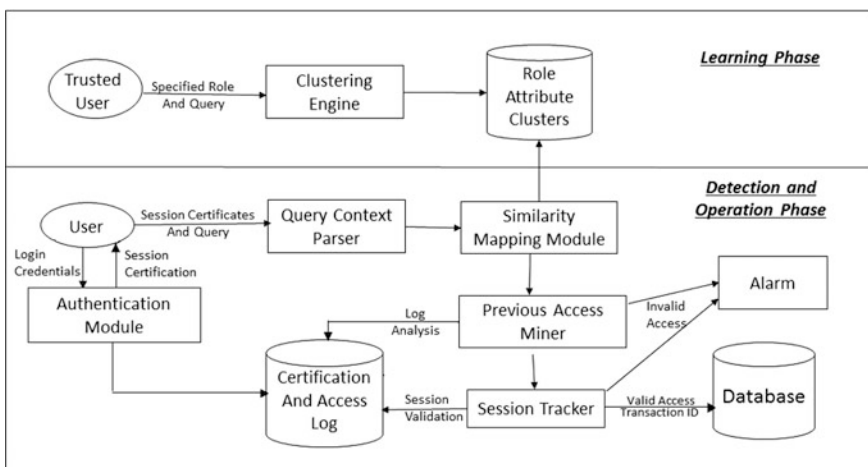 Learning Phase
Trusted
User
Specified Role
And Query
Clustering
Engine
Role
Attribute
Clusters
Detection and
Operation Phase
User
Session Certificates
And Query
Query Context
Parser
Similarity
Mapping Module
Login
Credentials
Session
Certification
Authentication
Module
Log
Analysis
Previous Access
Miner
Invalid
Access
Alarm
Certification
And Access
Log
Session
Validation
Session Tracker
Valid Access
Transaction ID
Database